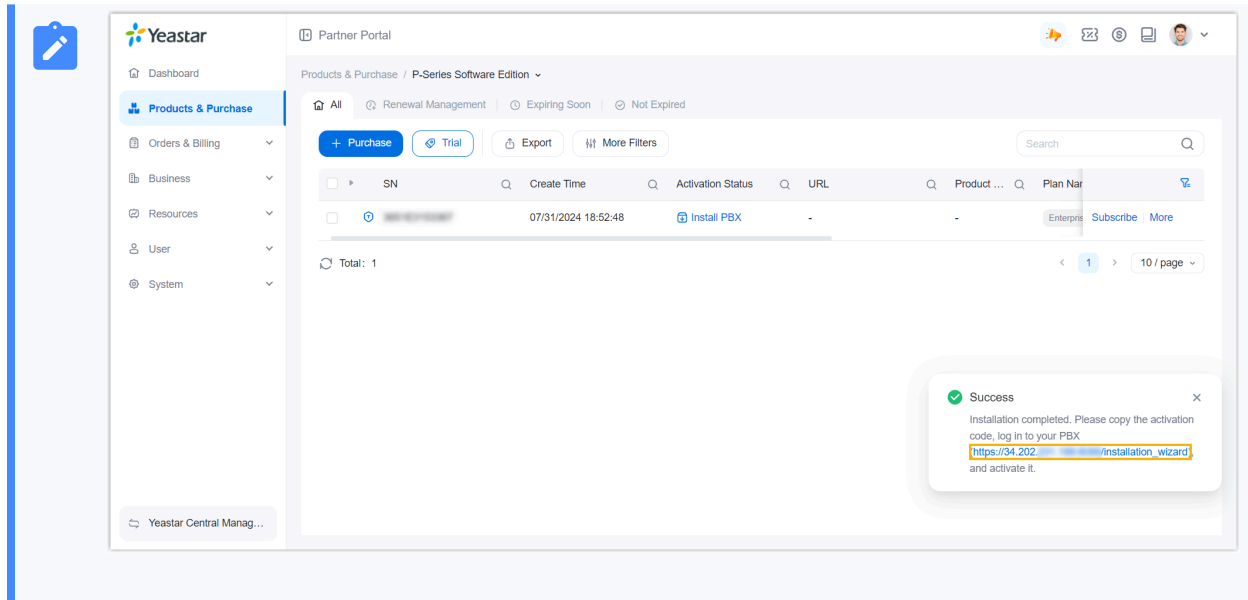 Yeastar
Partner Portal
Dashboard
Products & Purchase
Orders & Billing
Business
Resources
User
System
Yeastar Central Manag...
Products & Purchase / P-Series Software Edition
All
Renewal Management
Expiring Soon
Not Expired
+ Purchase
Trial
Export
More Filters
Search
SN Create Time Activation Status URL Product ... Plan Nar
07/31/2024 18:52:48 Install PBX - - Enterpris Subscribe More
Total: 1
< 1 > 10 / page
Success
Installation completed. Please copy the activation
code, log in to your PBX
https://34.202. /installation_wizard,
and activate it.